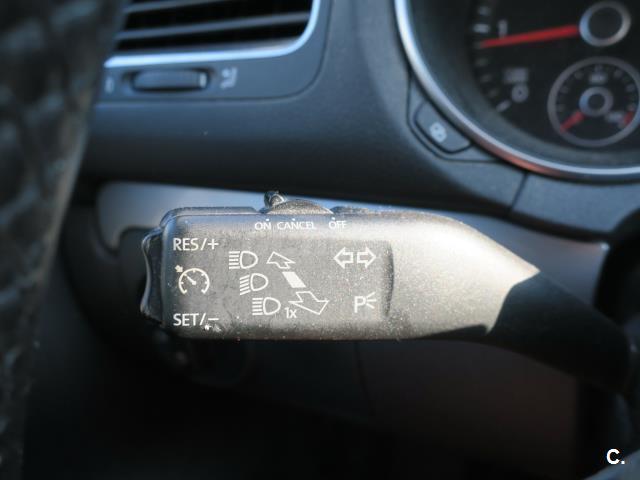 ON CANCEL OFF
RES/+
1x
P
SET/-
C.